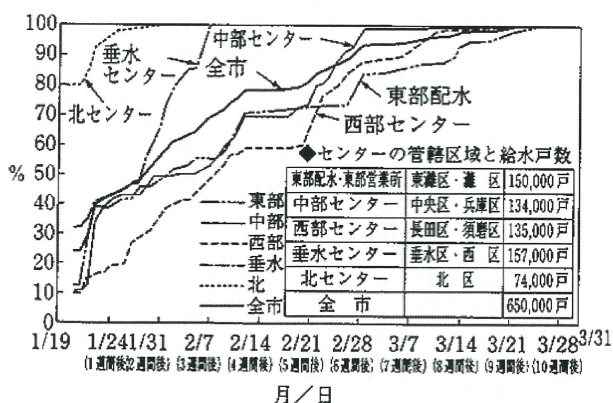 100
90
80
70
60
50
40
30
20
10
0
%
中部センター
垂水
センター
全市
北センター
東部配水
西部センター
◆センターの管轄区域と給水戸数
東部配水・東部営業所 東灘区・灘 区 150,000戸
中部センター 中央区・兵庫区 134,000戸
西部センター 長田区・須磨区 135,000戸
垂水センター 垂水区・西 区 157,000戸
北センター 北 区 74,000戸
全 市 650,000戸
東部
中部
西部
垂水
北
全市
1/19 1/24 1/31 2/7 2/14 2/21 2/28 3/7 3/14 3/21 3/28 3/31
(1週間後) (2週間後) (3週間後) (4週間後) (5週間後) (6週間後) (7週間後) (8週間後) (9週間後) (10週間後)
月/日